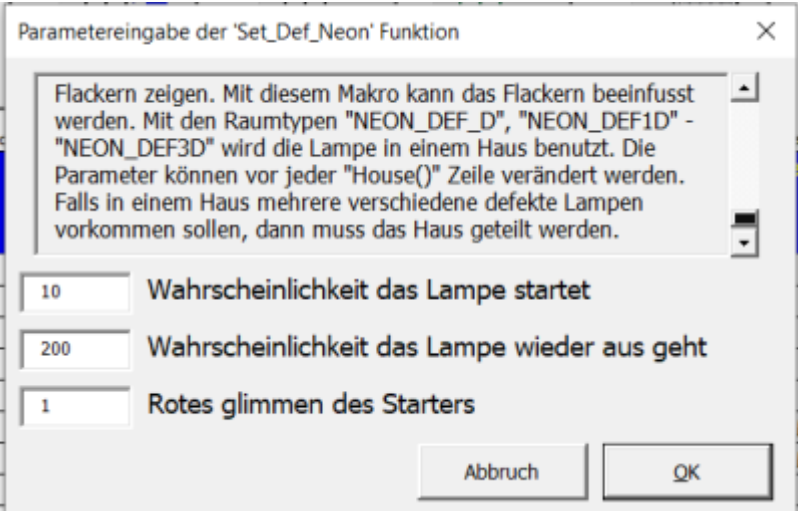 Parametereingabe der 'Set_Def_Neon' Funktion
Flackern zeigen. Mit diesem Makro kann das Flackern beeinfusst
werden. Mit den Raumtypen "NEON_DEF_D", "NEON_DEF1D" -
"NEON_DEF3D" wird die Lampe in einem Haus benutzt. Die
Parameter können vor jeder "House()" Zeile verändert werden.
Falls in einem Haus mehrere verschiedene defekte Lampen
vorkommen sollen, dann muss das Haus geteilt werden.
10 Wahrscheinlichkeit das Lampe startet
200 Wahrscheinlichkeit das Lampe wieder aus geht
1 Rotes glimmen des Starters
Abbruch OK